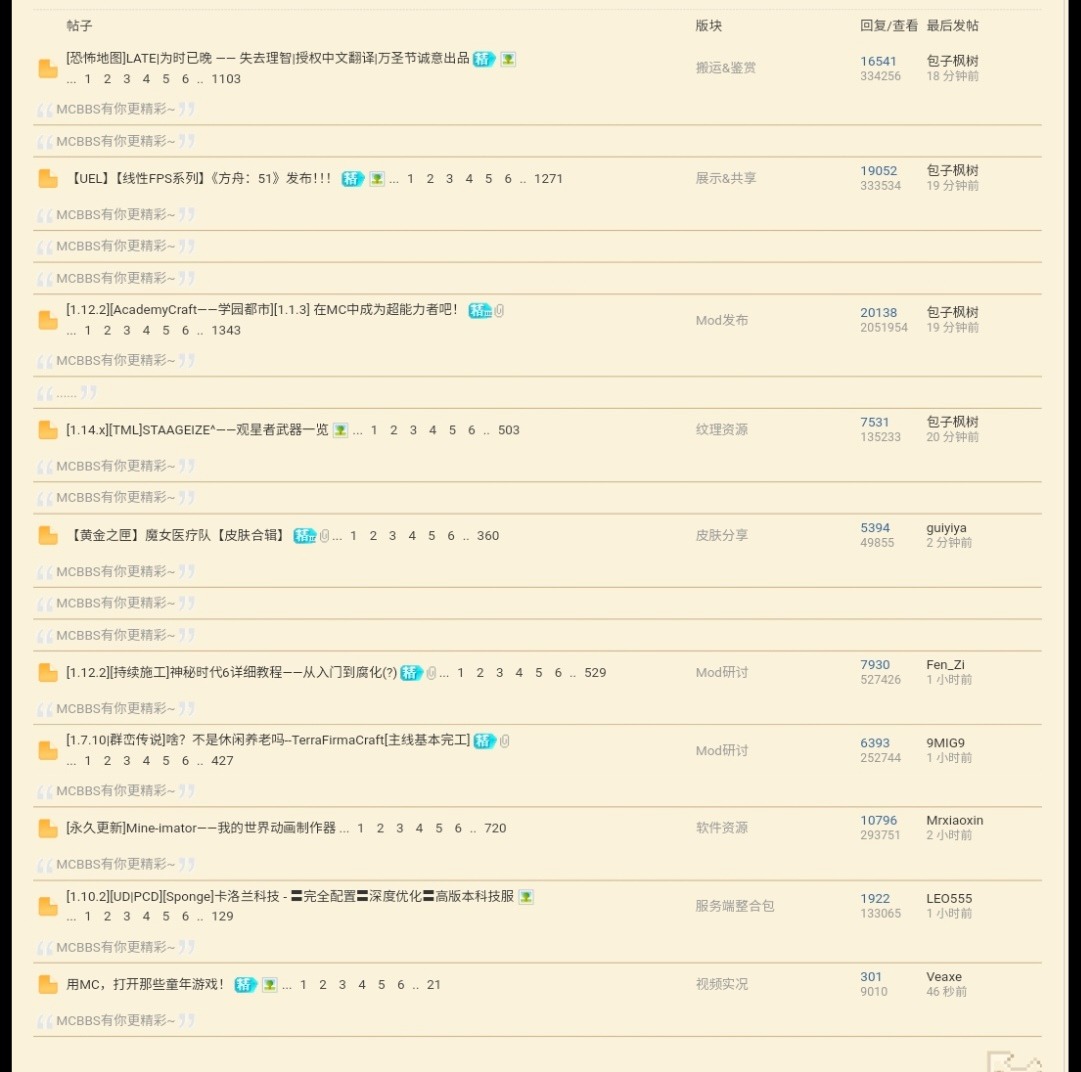 帖子 版块 回复/查看 最后发帖
[恐怖地图]LATE|为时已晚 —— 失去理智|授权中文翻译|万圣节诚意出品 精 搬运&鉴赏 16541 包子枫树
... 1 2 3 4 5 6 .. 1103 334256 18 分钟前
MCBBS有你更精彩~
MCBBS有你更精彩~
【UEL】【线性FPS系列】《方舟：51》发布！！！ 精 ... 1 2 3 4 5 6 .. 1271 展示&共享 19052 包子枫树
333534 19 分钟前
MCBBS有你更精彩~
MCBBS有你更精彩~
MCBBS有你更精彩~
[1.12.2][AcademyCraft——学园都市][1.1.3] 在MC中成为超能力者吧！ 精 Mod发布 20138 包子枫树
... 1 2 3 4 5 6 .. 1343 2051954 19 分钟前
MCBBS有你更精彩~
......
[1.14.x][TML]STAAGEIZE^——观星者武器一览 ... 1 2 3 4 5 6 .. 503 纹理资源 7531 包子枫树
135233 20 分钟前
MCBBS有你更精彩~
MCBBS有你更精彩~
【黄金之匣】魔女医疗队【皮肤合辑】 精 ... 1 2 3 4 5 6 .. 360 皮肤分享 5394 guiyiya
49855 2 分钟前
MCBBS有你更精彩~
MCBBS有你更精彩~
MCBBS有你更精彩~
[1.12.2][持续施工]神秘时代6详细教程——从入门到腐化(?) 精 ... 1 2 3 4 5 6 .. 529 Mod研讨 7930 Fen_Zi
527426 1 小时前
MCBBS有你更精彩~
[1.7.10|群峦传说]啥？不是休闲养老吗--TerraFirmaCraft[主线基本完工] 精 Mod研讨 6393 9MIG9
... 1 2 3 4 5 6 .. 427 252744 1 小时前
MCBBS有你更精彩~
[永久更新]Mine-imator——我的世界动画制作器 ... 1 2 3 4 5 6 .. 720 软件资源 10796 Mrxiaoxin
293751 2 小时前
MCBBS有你更精彩~
[1.10.2][UD|PCD][Sponge]卡洛兰科技 - 〓完全配置〓深度优化〓高版本科技服 服务端整合包 1922 LEO555
... 1 2 3 4 5 6 .. 129 133065 1 小时前
MCBBS有你更精彩~
用MC，打开那些童年游戏！ 精 ... 1 2 3 4 5 6 .. 21 视频实况 301 Veaxe
9010 46 秒前
MCBBS有你更精彩~